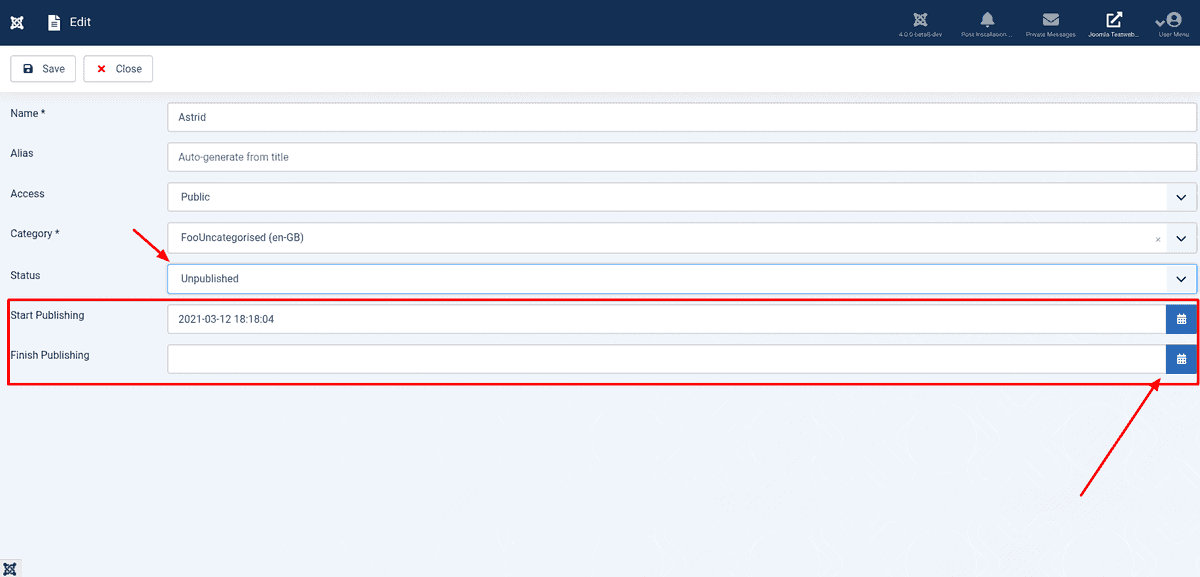 Edit
4.0.0-beta8-dev
Post Installation ...
Private Messages
Joomla Testweb...
User Menu
Save
Close
Name *
Astrid
Alias
Auto-generate from title
Access
Public
Category *
FooUncategorised (en-GB)
Status
Unpublished
Start Publishing
2021-03-12 18:18:04
Finish Publishing